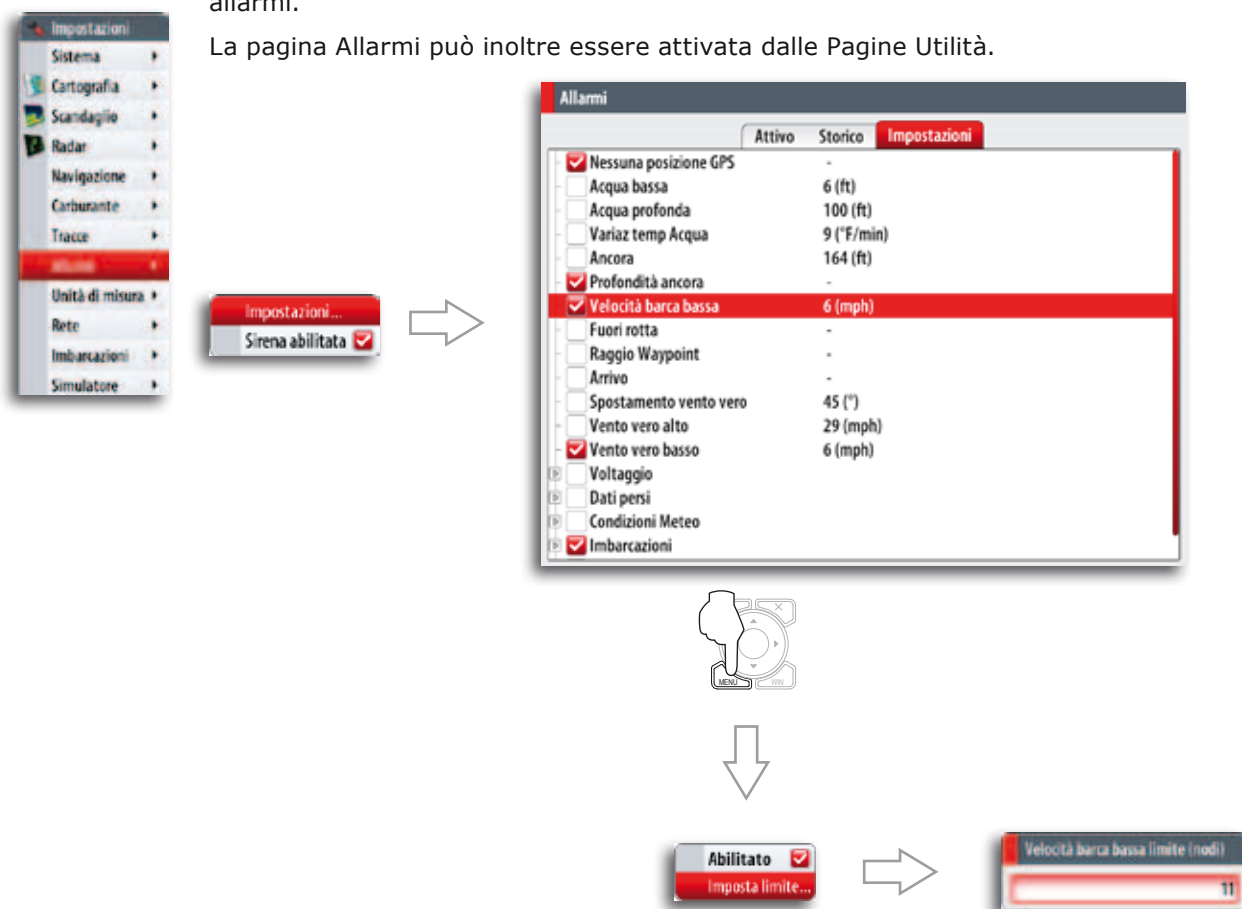 allarmi.
La pagina Allarmi può inoltre essere attivata dalle Pagine Utilità.
Impostazioni
Sistema
Cartografia
Scandaglio
Radar
Navigazione
Carburante
Tracce
Allarmi
Unità di misura
Rete
Imbarcazioni
Simulatore
Impostazioni...
Sirena abilitata
Allarmi
Attivo Storico Impostazioni
Nessuna posizione GPS -
Acqua bassa 6 (ft)
Acqua profonda 100 (ft)
Variaz temp Acqua 9 (°F/min)
Ancora 164 (ft)
Profondità ancora -
Velocità barca bassa 6 (mph)
Fuori rotta -
Raggio Waypoint -
Arrivo -
Spostamento vento vero 45 (°)
Vento vero alto 29 (mph)
Vento vero basso 6 (mph)
Voltaggio
Dati persi
Condizioni Meteo
Imbarcazioni
MENU WIN
Abilitato
Imposta limite...
Velocità barca bassa limite (nodi)
11